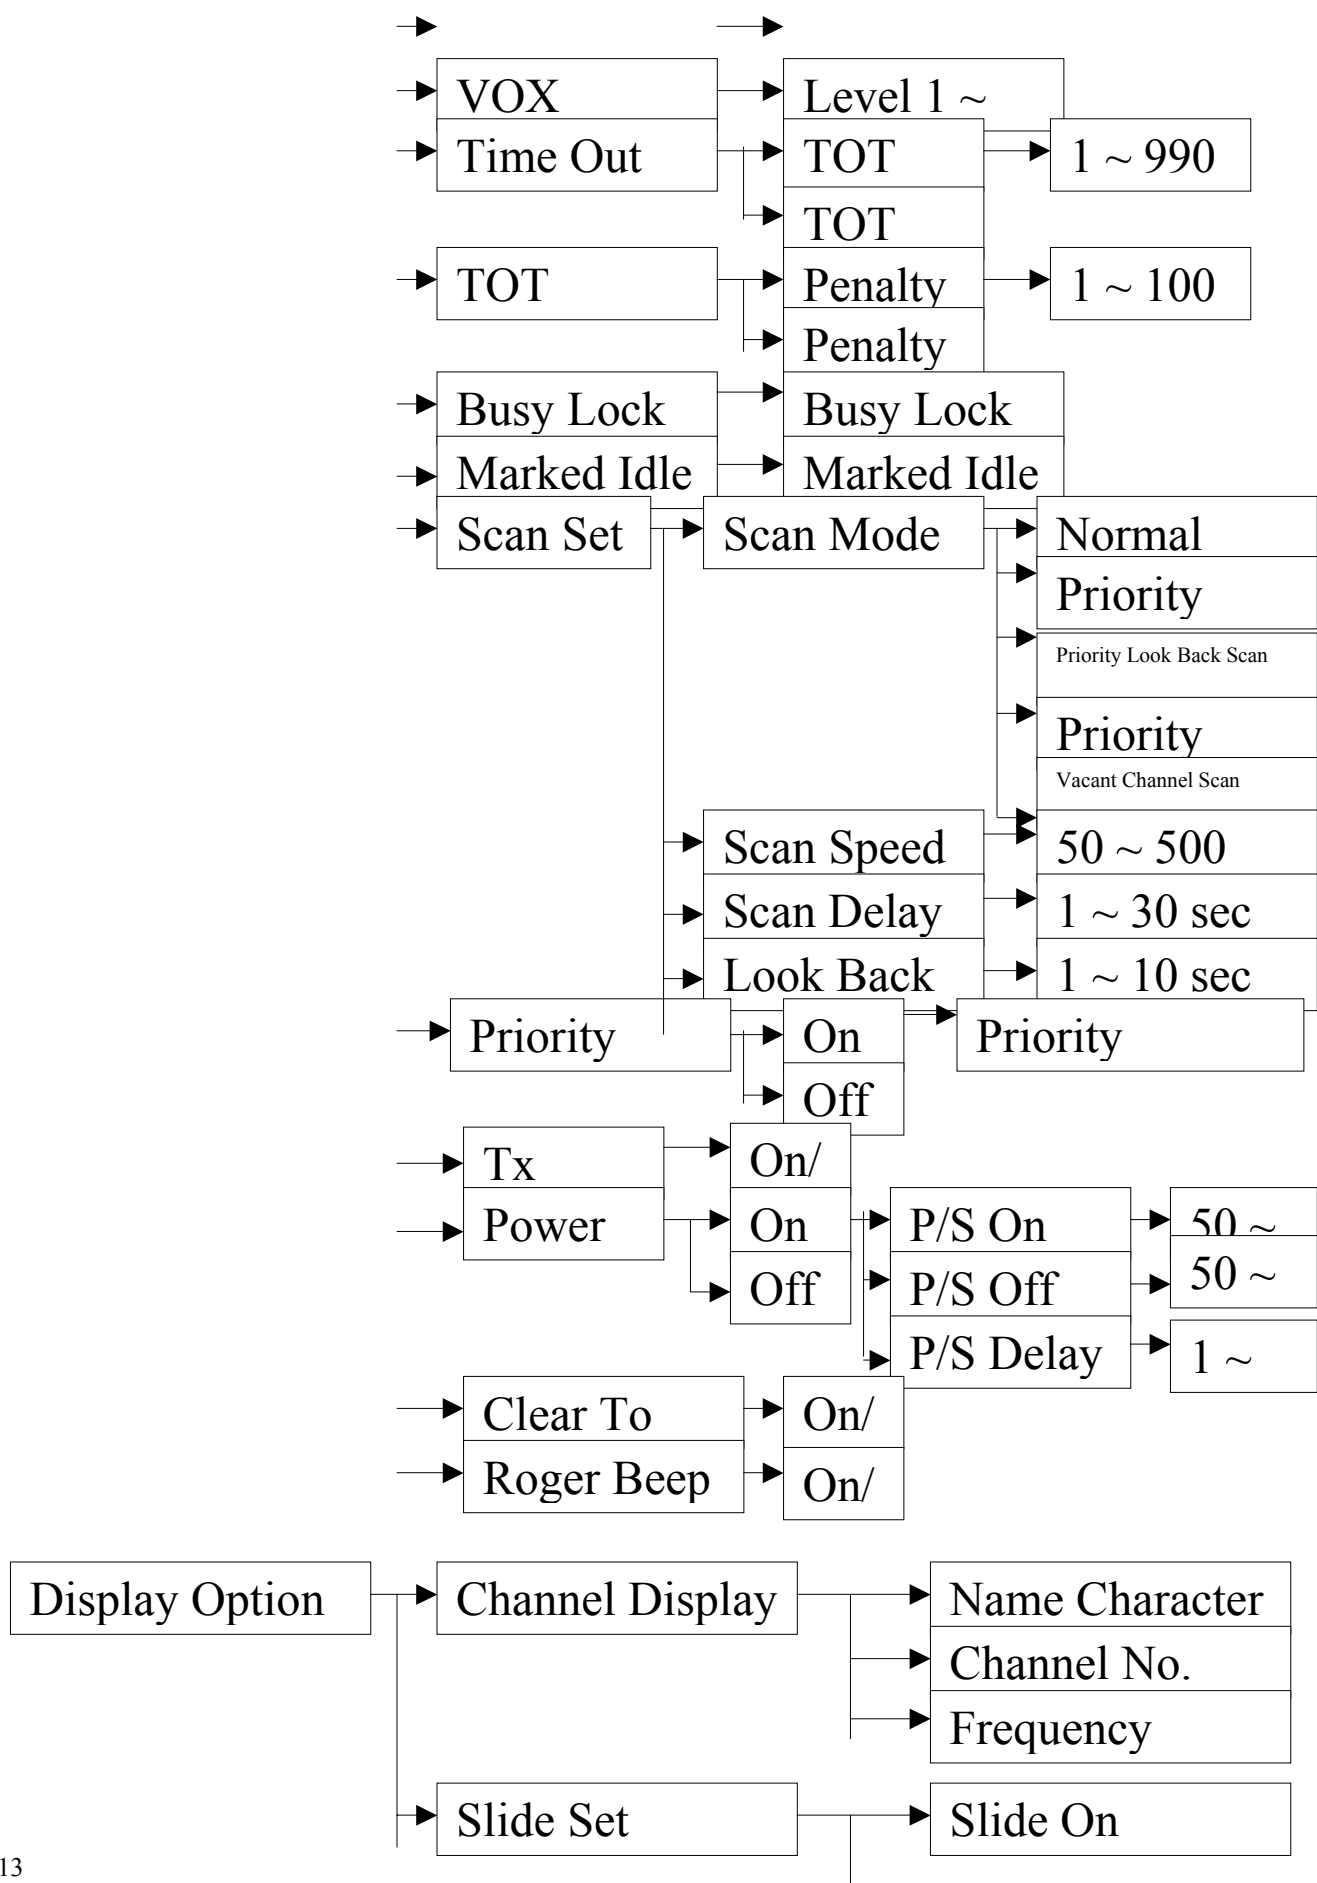 VOX
Level 1 ~
Time Out
TOT
1 ~ 990
TOT
TOT
Penalty
1 ~ 100
Penalty
Busy Lock
Busy Lock
Marked Idle
Marked Idle
Scan Set
Scan Mode
Normal
Priority
Priority Look Back Scan
Priority
Vacant Channel Scan
Scan Speed
50 ~ 500
Scan Delay
1 ~ 30 sec
Look Back
1 ~ 10 sec
Priority
On
Priority
Off
Tx
On/
Power
On
P/S On
50 ~
Off
P/S Off
50 ~
P/S Delay
1 ~
Clear To
On/
Roger Beep
On/
Display Option
Channel Display
Name Character
Channel No.
Frequency
Slide Set
Slide On
13